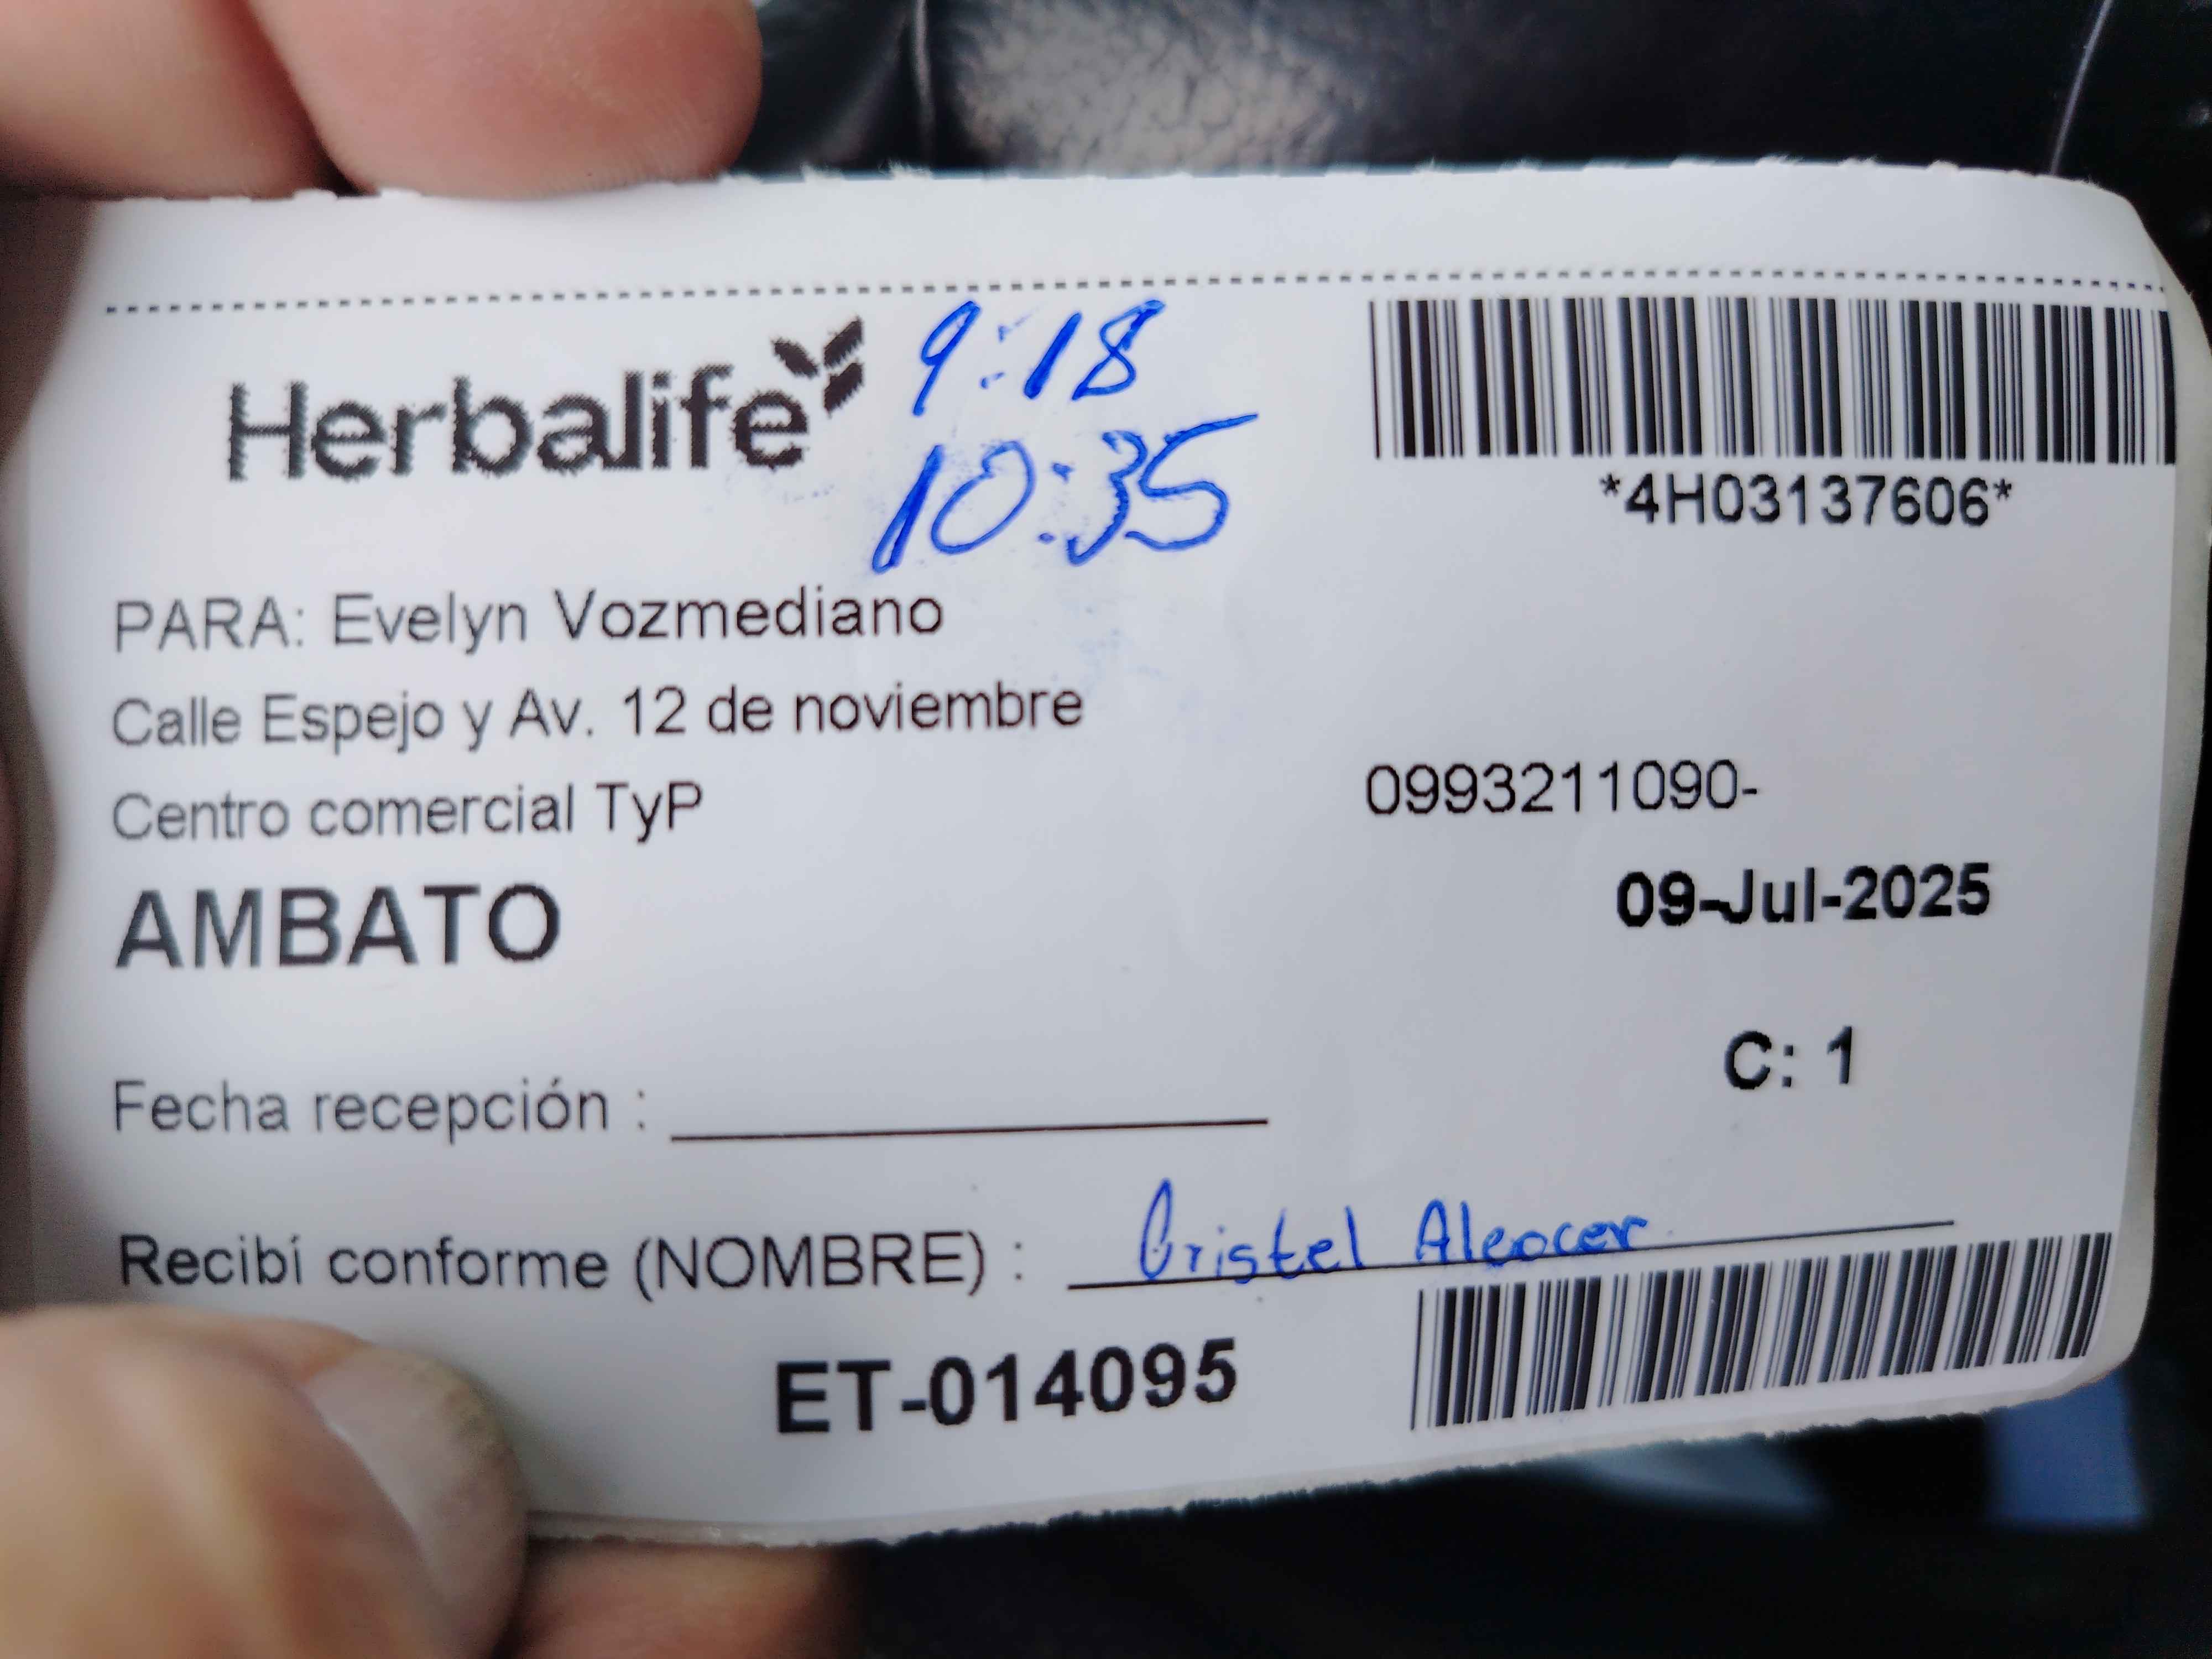 Herbalife
9:18
10:35
*4H03137606*
PARA: Evelyn Vozmediano
Calle Espejo y Av. 12 de noviembre
Centro comercial TyP
0993211090-
AMBATO
09-Jul-2025
C: 1
Fecha recepción :
Recibí conforme (NOMBRE) : Cristel Aleocer
ET-014095